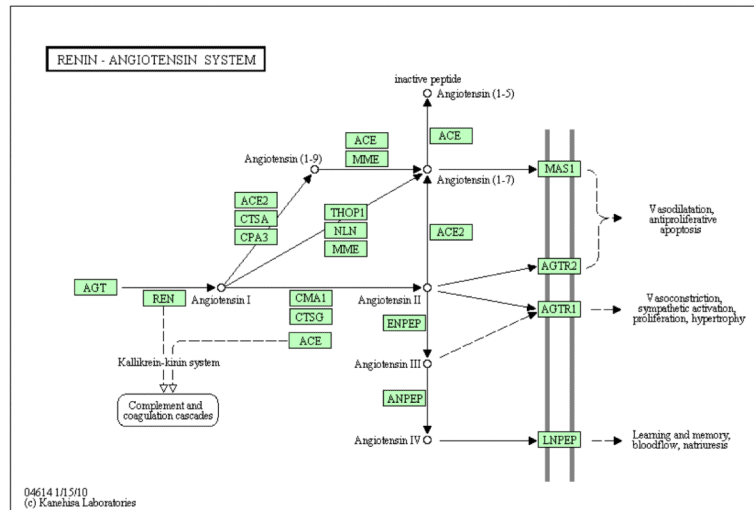 RENIN - ANGIOTENSIN SYSTEM
inactive peptide
Angiotensin (1-5)
ACE
ACE
MME
Angiotensin (1-9)
Angiotensin (1-7)
MAS1
ACE2
CTSA
CPA3
THOP1
NLN
MME
ACE2
Vasodilatation,
antiproliferative
apoptosis
AGTR2
AGT
REN
Angiotensin I
CMA1
CTSG
ACE
Angiotensin II
AGTR1
Vasoconstriction,
sympathetic activation,
proliferation, hypertrophy
ENPEP
Kallikrein-kinin system
Angiotensin III
Complement and
coagulation cascades
ANPEP
Angiotensin IV
LNPEP
Learning and memory,
bloodflow, natriuresis
04614 1/15/10
(c) Kanehisa Laboratories